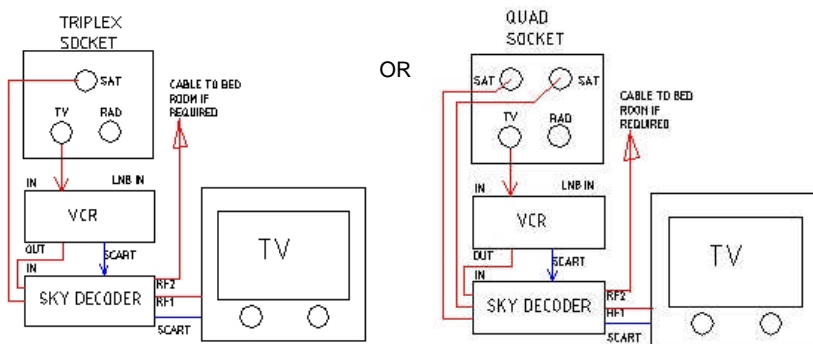 TRIPLEX
SOCKET
SAT
TV
RAD
CABLE TO BED
ROOM IF
REQUIRED
IN
LNB IN
VCR
OUT
IN
SCART
SKY DECODER
RF2
RF1
SCART
TV
OR
QUAD
SOCKET
SAT
SAT
TV
RAD
CABLE TO BED
ROOM IF
REQUIRED
IN
LNB IN
VCR
OUT
IN
SCART
SKY DECODER
RF2
RF1
SCART
TV